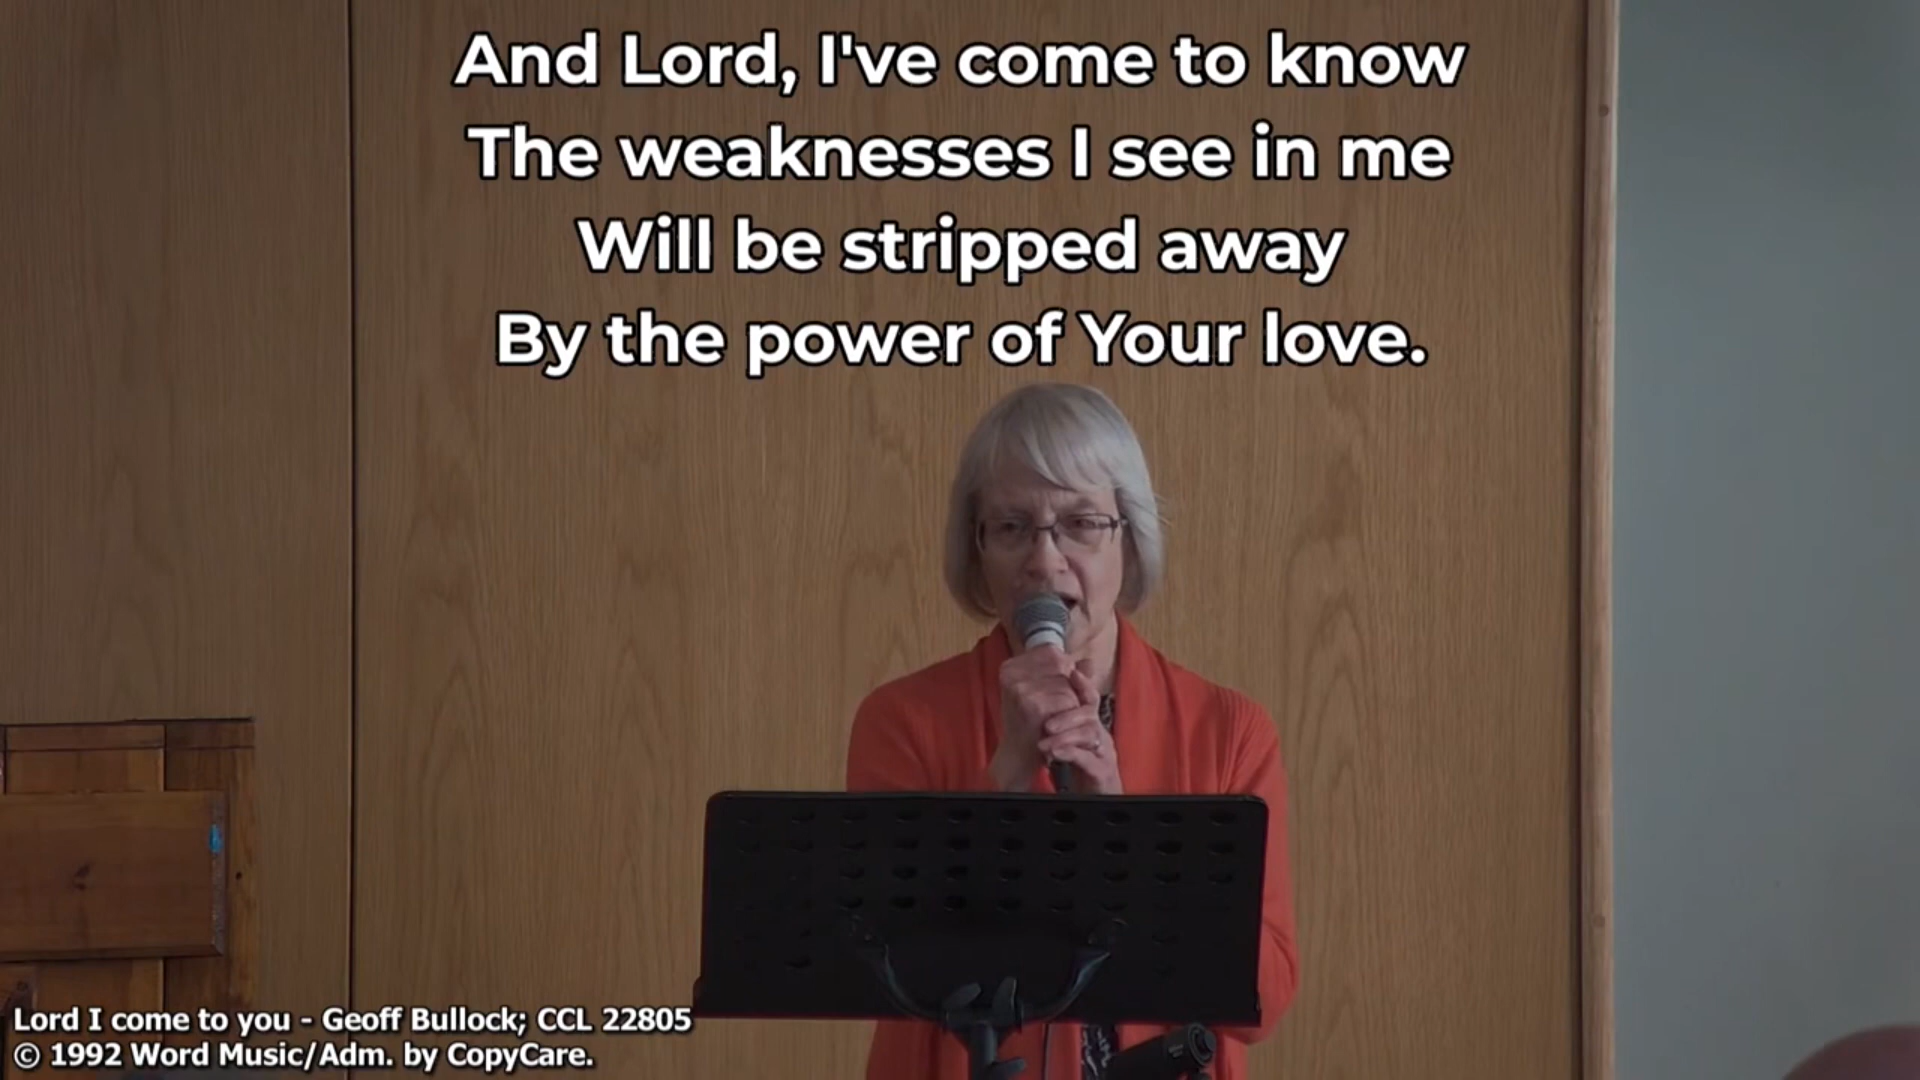 And Lord, I've come to know
The weaknesses I see in me
Will be stripped away
By the power of Your love.
Lord I come to you - Geoff Bullock; CCL 22805
© 1992 Word Music/Adm. by CopyCare.